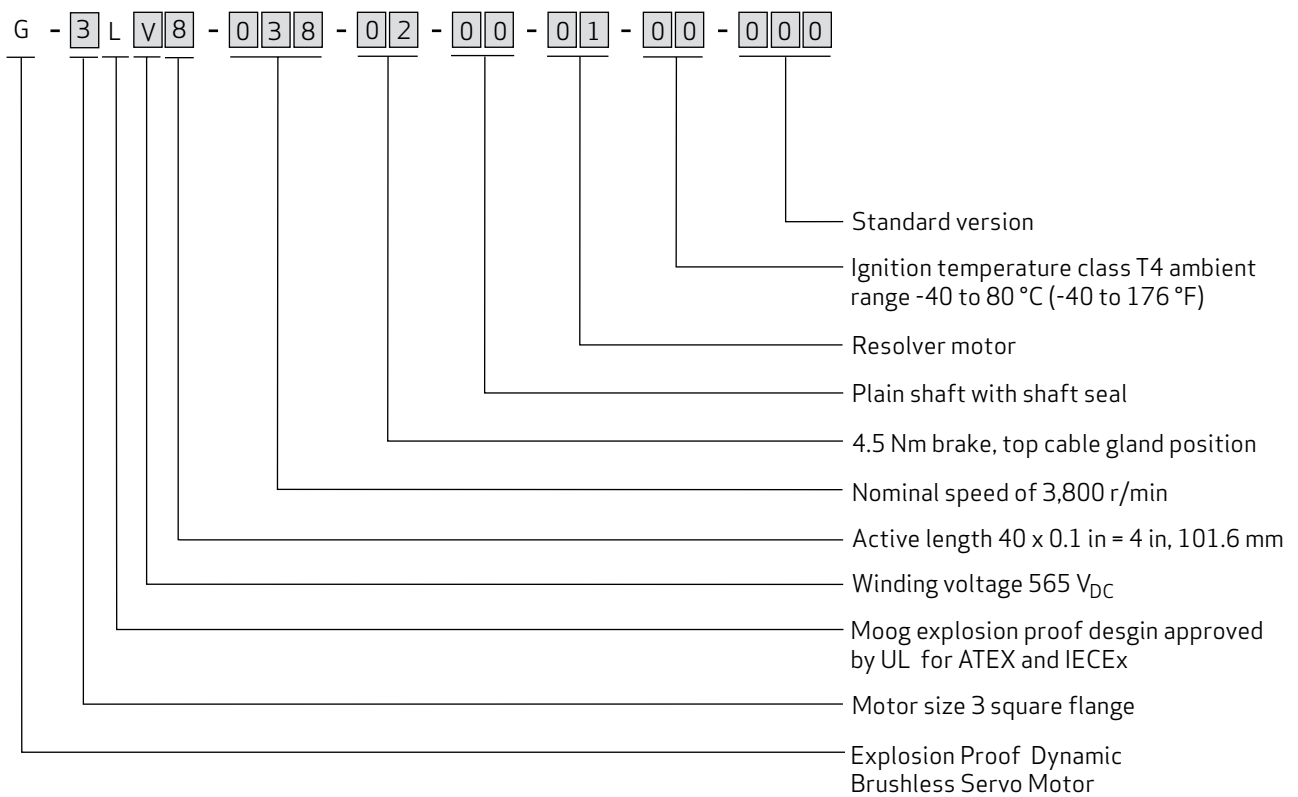 G - 3 L V 8 - 0 3 8 - 0 2 - 0 0 - 0 1 - 0 0 - 0 0 0
Standard version
Ignition temperature class T4 ambient
range -40 to 80 °C (-40 to 176 °F)
Resolver motor
Plain shaft with shaft seal
4.5 Nm brake, top cable gland position
Nominal speed of 3,800 r/min
Active length 40 x 0.1 in = 4 in, 101.6 mm
Winding voltage 565 VDC
Moog explosion proof desgin approved
by UL for ATEX and IECEx
Motor size 3 square flange
Explosion Proof Dynamic
Brushless Servo Motor